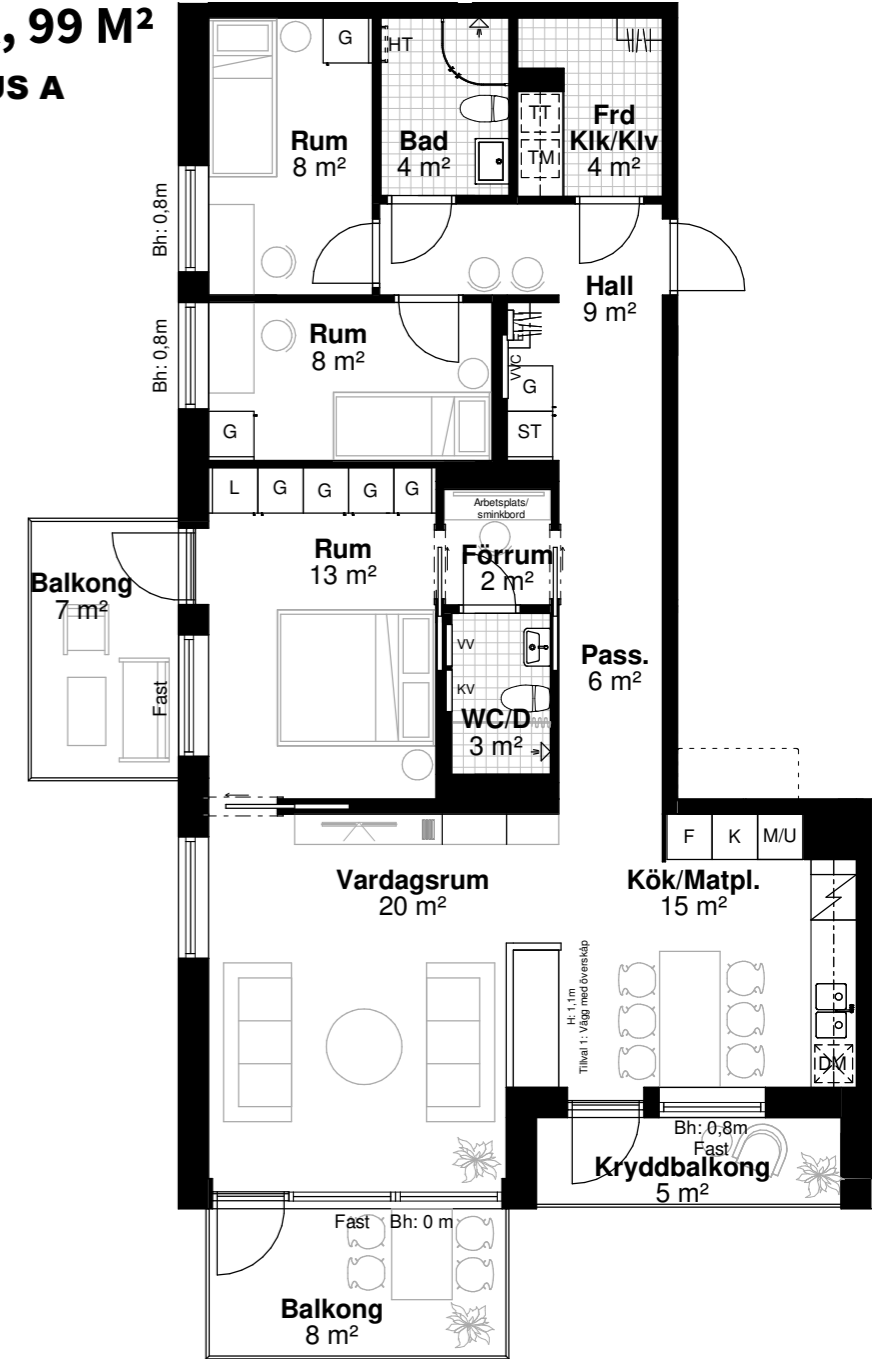 , 99 M²
US A
G
HT
Rum
8 m²
Bad
4 m²
TT
TM
Frd
Klk/Klv
4 m²
Bh: 0,8m
Hall
9 m²
Bh: 0,8m
Rum
8 m²
G
VVC
G
ST
L
G
G
G
G
Arbetsplats/
sminkbord
Rum
13 m²
Förrum
2 m²
Balkong
7 m²
Fast
VV
KV
WC/D
3 m²
Pass.
6 m²
F
K
M/U
Vardagsrum
20 m²
Kök/Matpl.
15 m²
H: 1,1m
Tillval 1: Vägg med överskåp
DM
Bh: 0,8m
Fast
Kryddbalkong
5 m²
Fast
Bh: 0 m
Balkong
8 m²